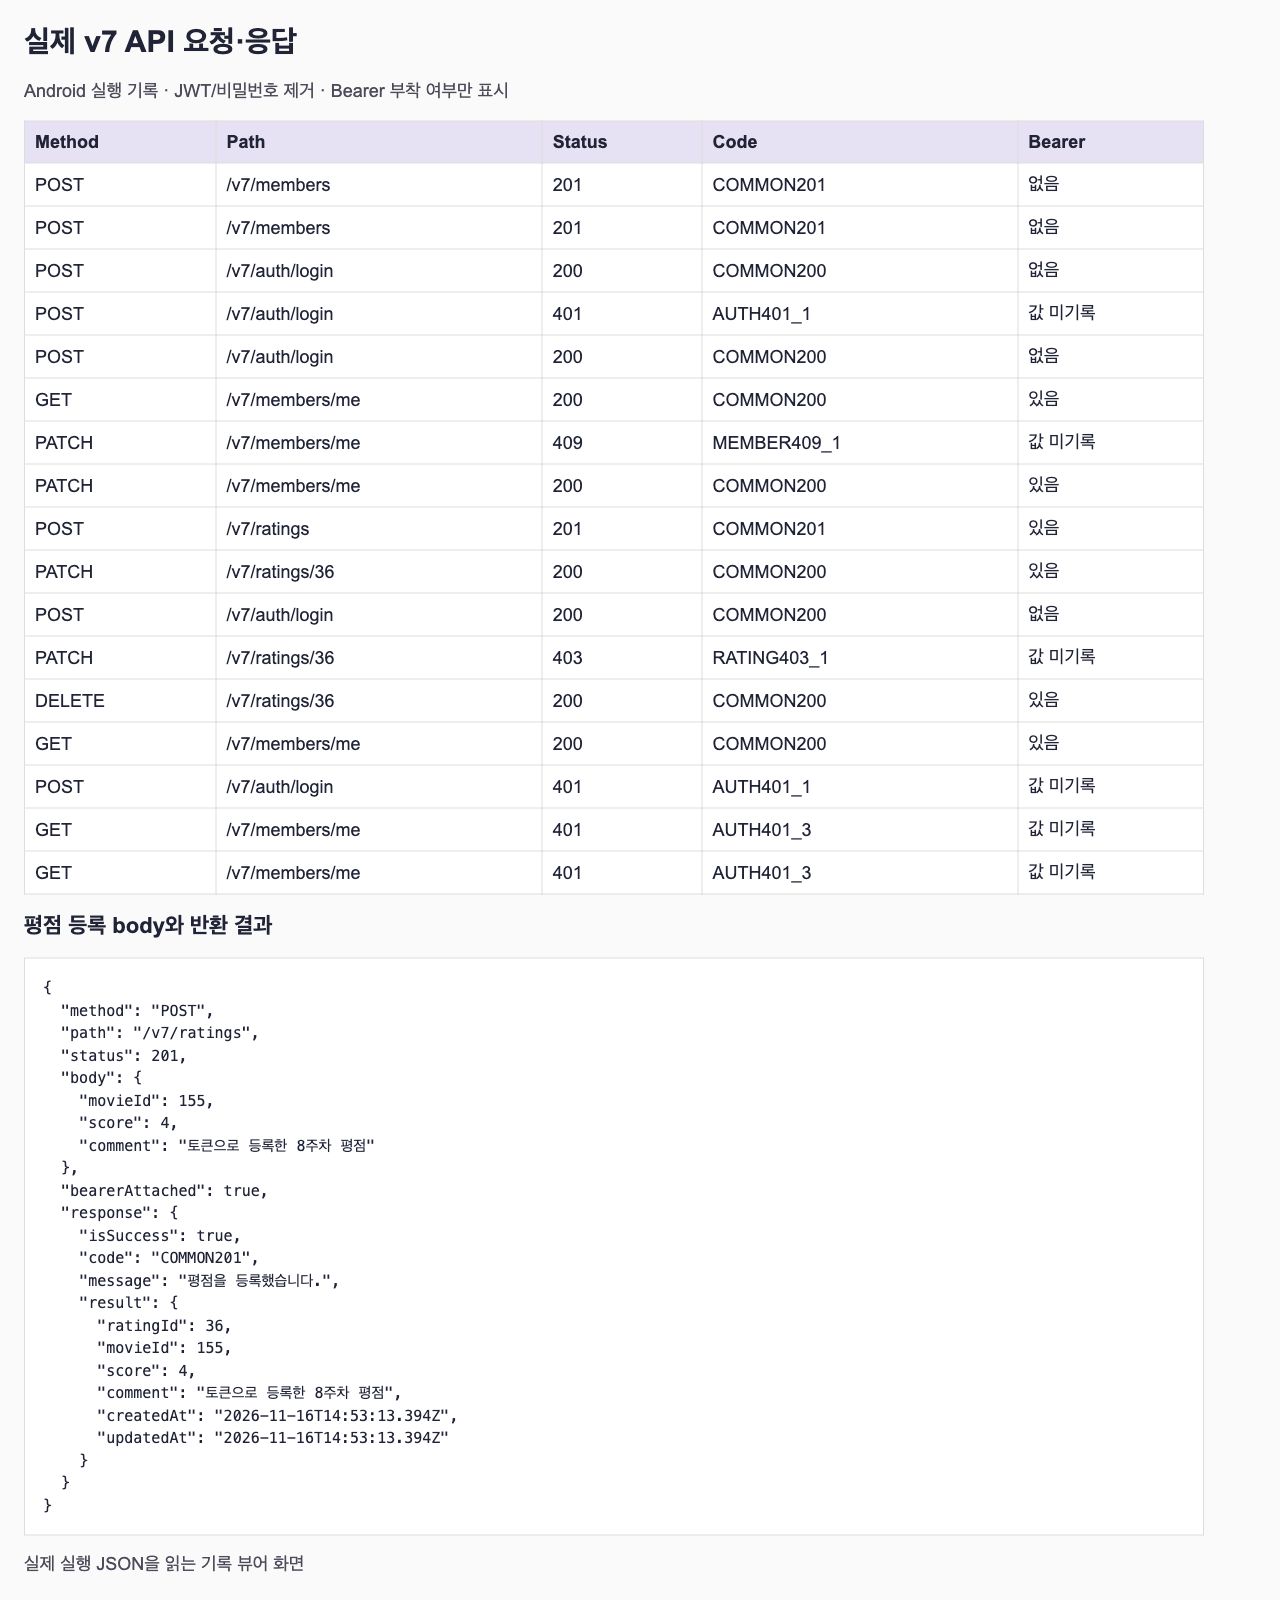 실제 v7 API 요청·응답
Android 실행 기록 · JWT/비밀번호 제거 · Bearer 부착 여부만 표시
Method Path Status Code Bearer
POST /v7/members 201 COMMON201 없음
POST /v7/members 201 COMMON201 없음
POST /v7/auth/login 200 COMMON200 없음
POST /v7/auth/login 401 AUTH401_1 값 미기록
POST /v7/auth/login 200 COMMON200 없음
GET /v7/members/me 200 COMMON200 있음
PATCH /v7/members/me 409 MEMBER409_1 값 미기록
PATCH /v7/members/me 200 COMMON200 있음
POST /v7/ratings 201 COMMON201 있음
PATCH /v7/ratings/36 200 COMMON200 있음
POST /v7/auth/login 200 COMMON200 없음
PATCH /v7/ratings/36 403 RATING403_1 값 미기록
DELETE /v7/ratings/36 200 COMMON200 있음
GET /v7/members/me 200 COMMON200 있음
POST /v7/auth/login 401 AUTH401_1 값 미기록
GET /v7/members/me 401 AUTH401_3 값 미기록
GET /v7/members/me 401 AUTH401_3 값 미기록
평점 등록 body와 반환 결과
{
  "method": "POST",
  "path": "/v7/ratings",
  "status": 201,
  "body": {
    "movieId": 155,
    "score": 4,
    "comment": "토큰으로 등록한 8주차 평점"
  },
  "bearerAttached": true,
  "response": {
    "isSuccess": true,
    "code": "COMMON201",
    "message": "평점을 등록했습니다.",
    "result": {
      "ratingId": 36,
      "movieId": 155,
      "score": 4,
      "comment": "토큰으로 등록한 8주차 평점",
      "createdAt": "2026-11-16T14:53:13.394Z",
      "updatedAt": "2026-11-16T14:53:13.394Z"
    }
  }
}
실제 실행 JSON을 읽는 기록 뷰어 화면